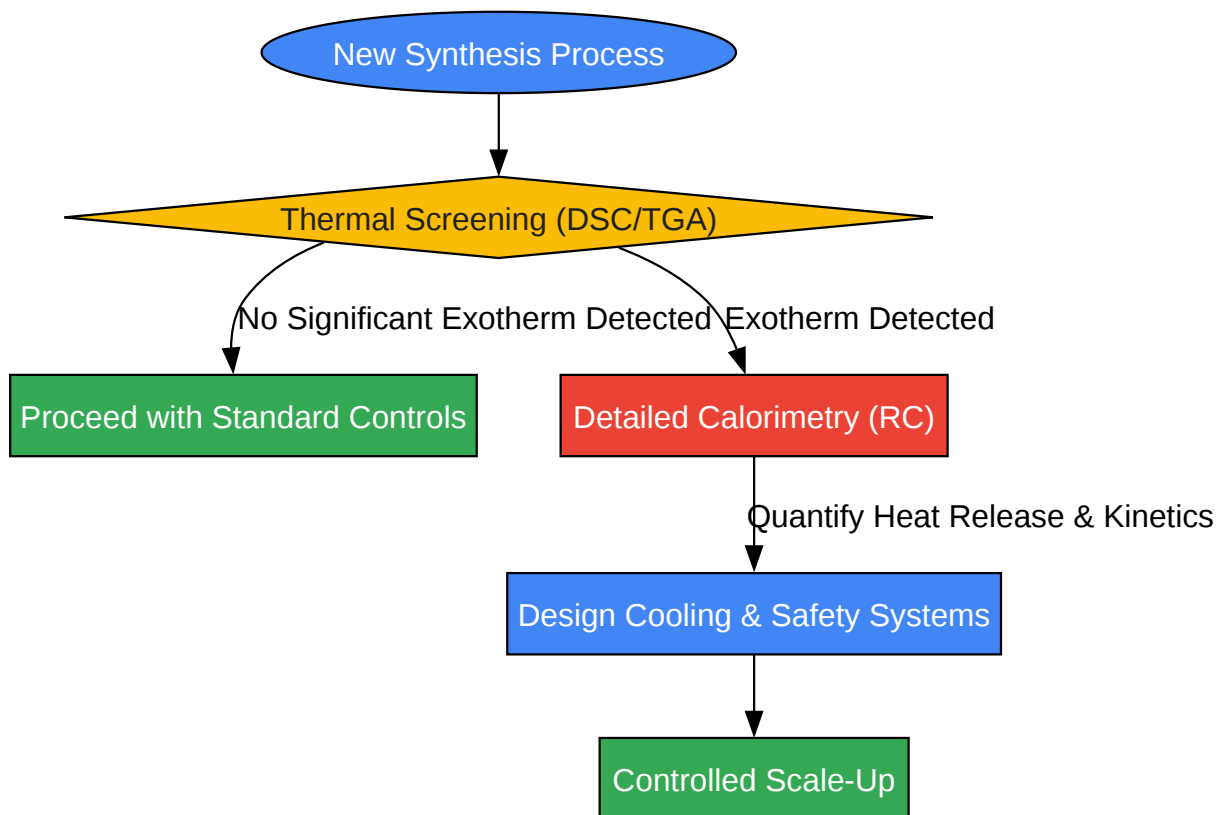 New Synthesis Process
Thermal Screening (DSC/TGA)
No Significant Exotherm Detected
Exotherm Detected
Proceed with Standard Controls
Detailed Calorimetry (RC)
Quantify Heat Release & Kinetics
Design Cooling & Safety Systems
Controlled Scale-Up